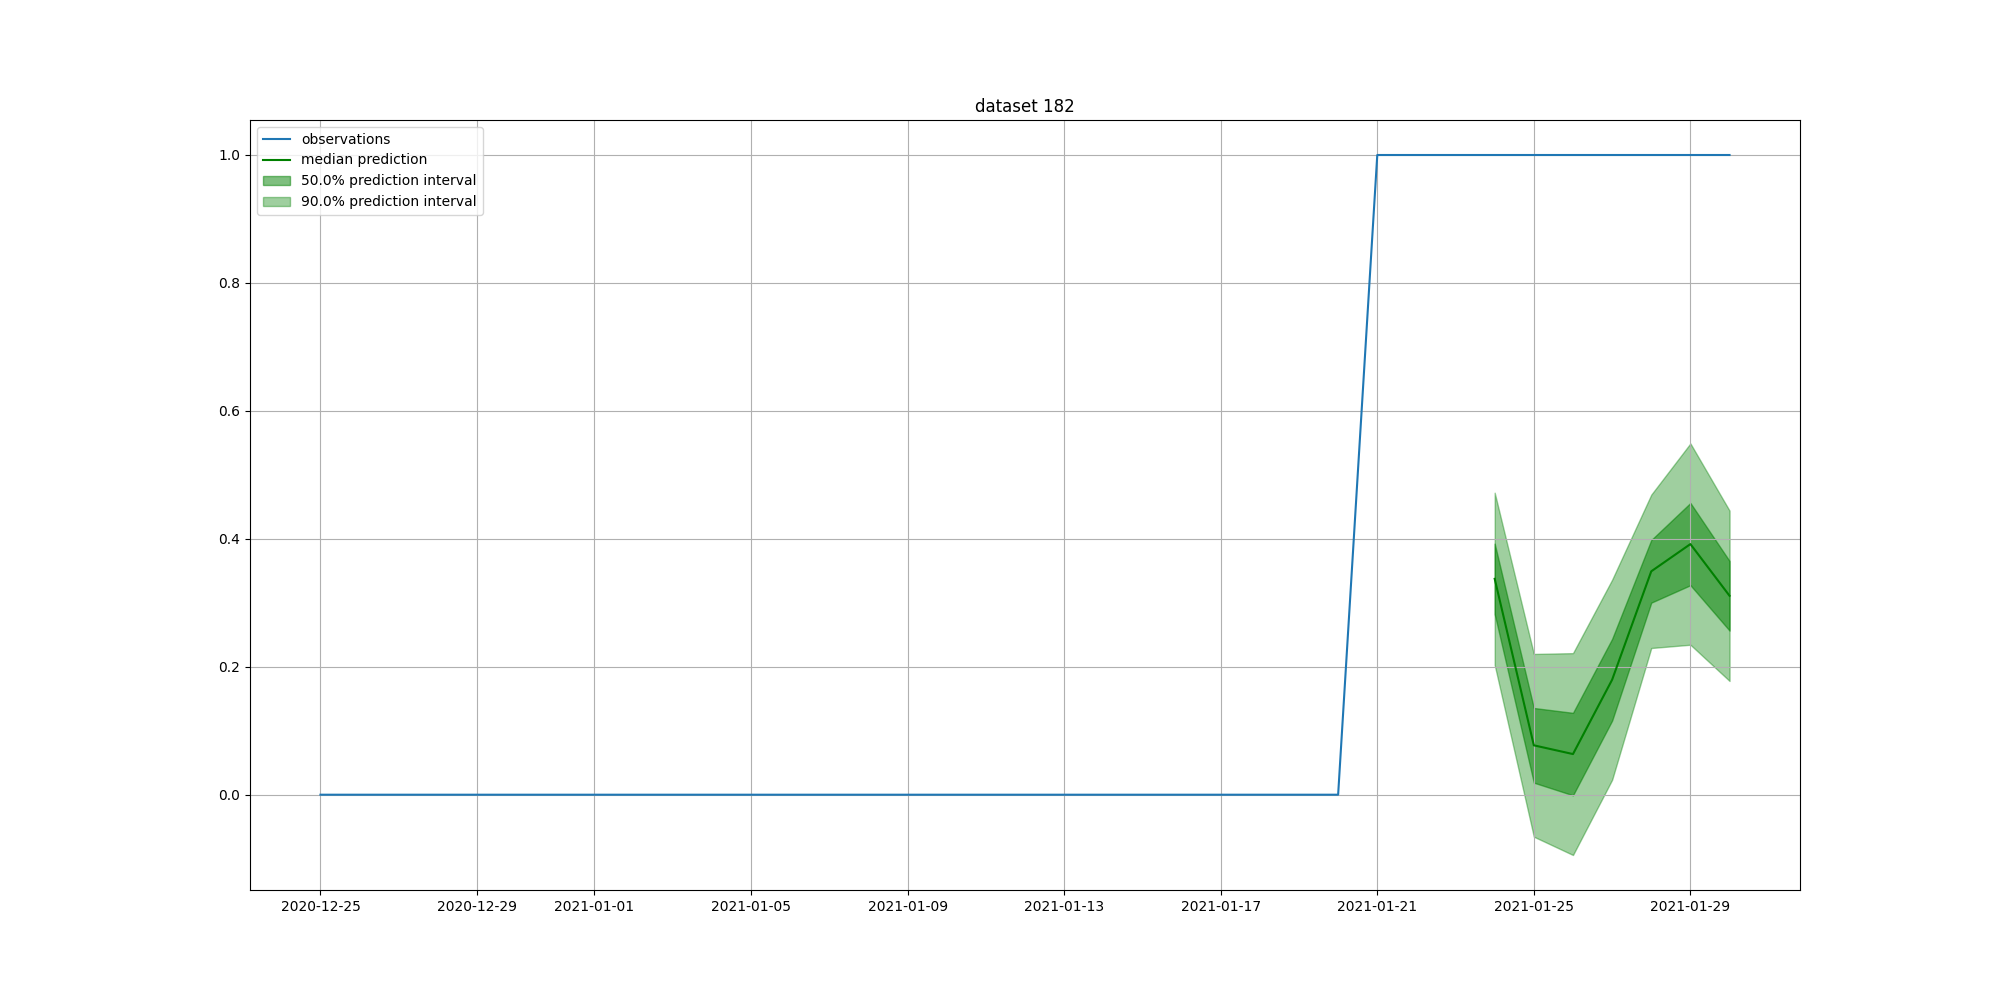 dataset 182
observations
median prediction
50.0% prediction interval
90.0% prediction interval
1.0
0.8
0.6
0.4
0.2
0.0
2020-12-25 2020-12-29 2021-01-01 2021-01-05 2021-01-09 2021-01-13 2021-01-17 2021-01-21 2021-01-25 2021-01-29